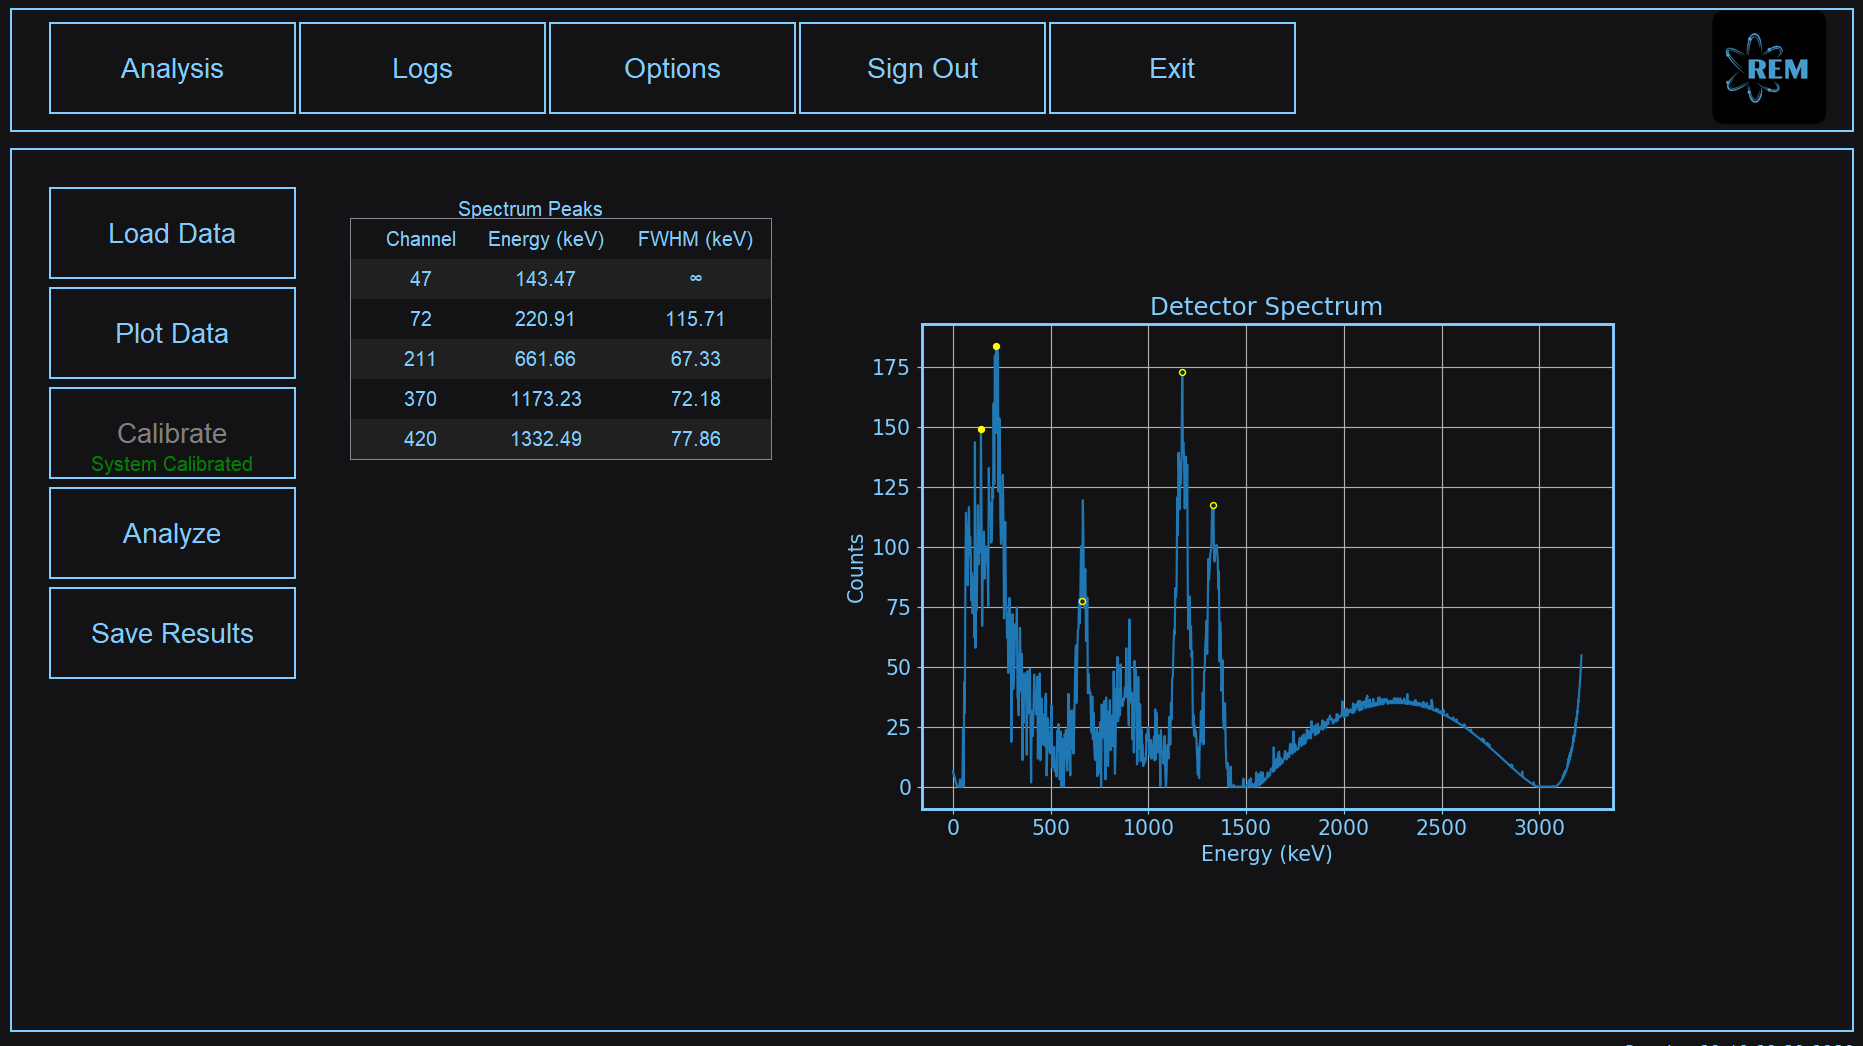 Analysis Logs Options Sign Out Exit
REM
Load Data
Plot Data
Calibrate
System Calibrated
Analyze
Save Results
Spectrum Peaks
Channel Energy (keV) FWHM (keV)
47 143.47 ∞
72 220.91 115.71
211 661.66 67.33
370 1173.23 72.18
420 1332.49 77.86
Detector Spectrum
Counts
175
150
125
100
75
50
25
0
0 500 1000 1500 2000 2500 3000
Energy (keV)